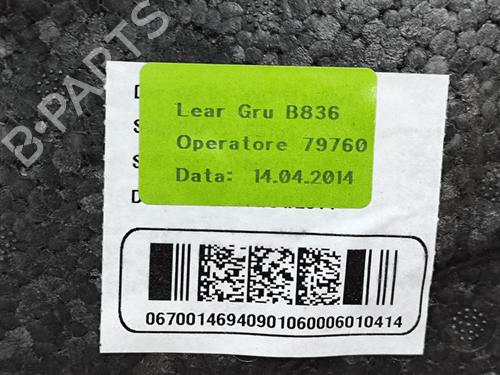 B-PARTS
Lear Gru B836
Operatore 79760
Data: 14.04.2014
D
S
S
D
06700146940901060006010414